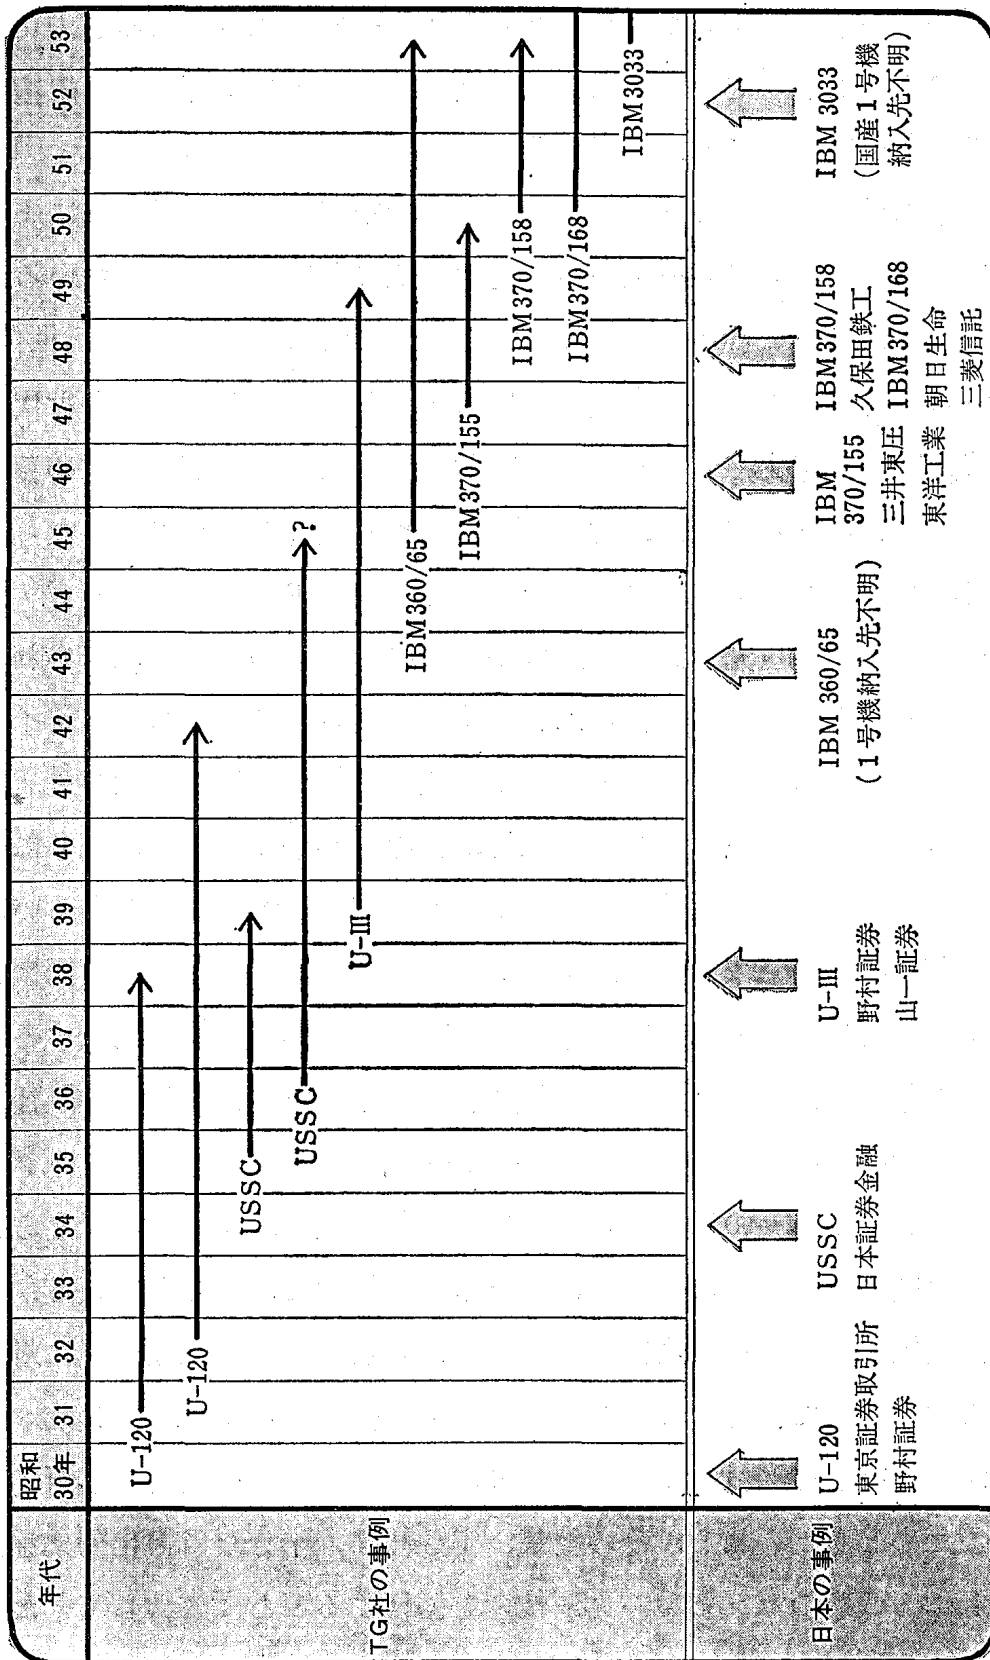 年代
昭和
30年 31 32 33 34 35 36 37 38 39 40 41 42 43 44 45 46 47 48 49 50 51 52 53
TG社の事例
U-120
U-120
USSC
USSC
?
U-III
IBM360/65
IBM370/155
IBM370/158
IBM370/168
IBM3033
日本の事例
U-120
東京証券取引所
野村証券
USSC
日本証券金融
U-III
野村証券
山一証券
IBM 360/65
(1号機納入先不明)
IBM
370/155
三井東圧
東洋工業
IBM370/158
久保田鉄工
IBM370/168
朝日生命
三菱信託
IBM 3033
(国産1号機
納入先不明)